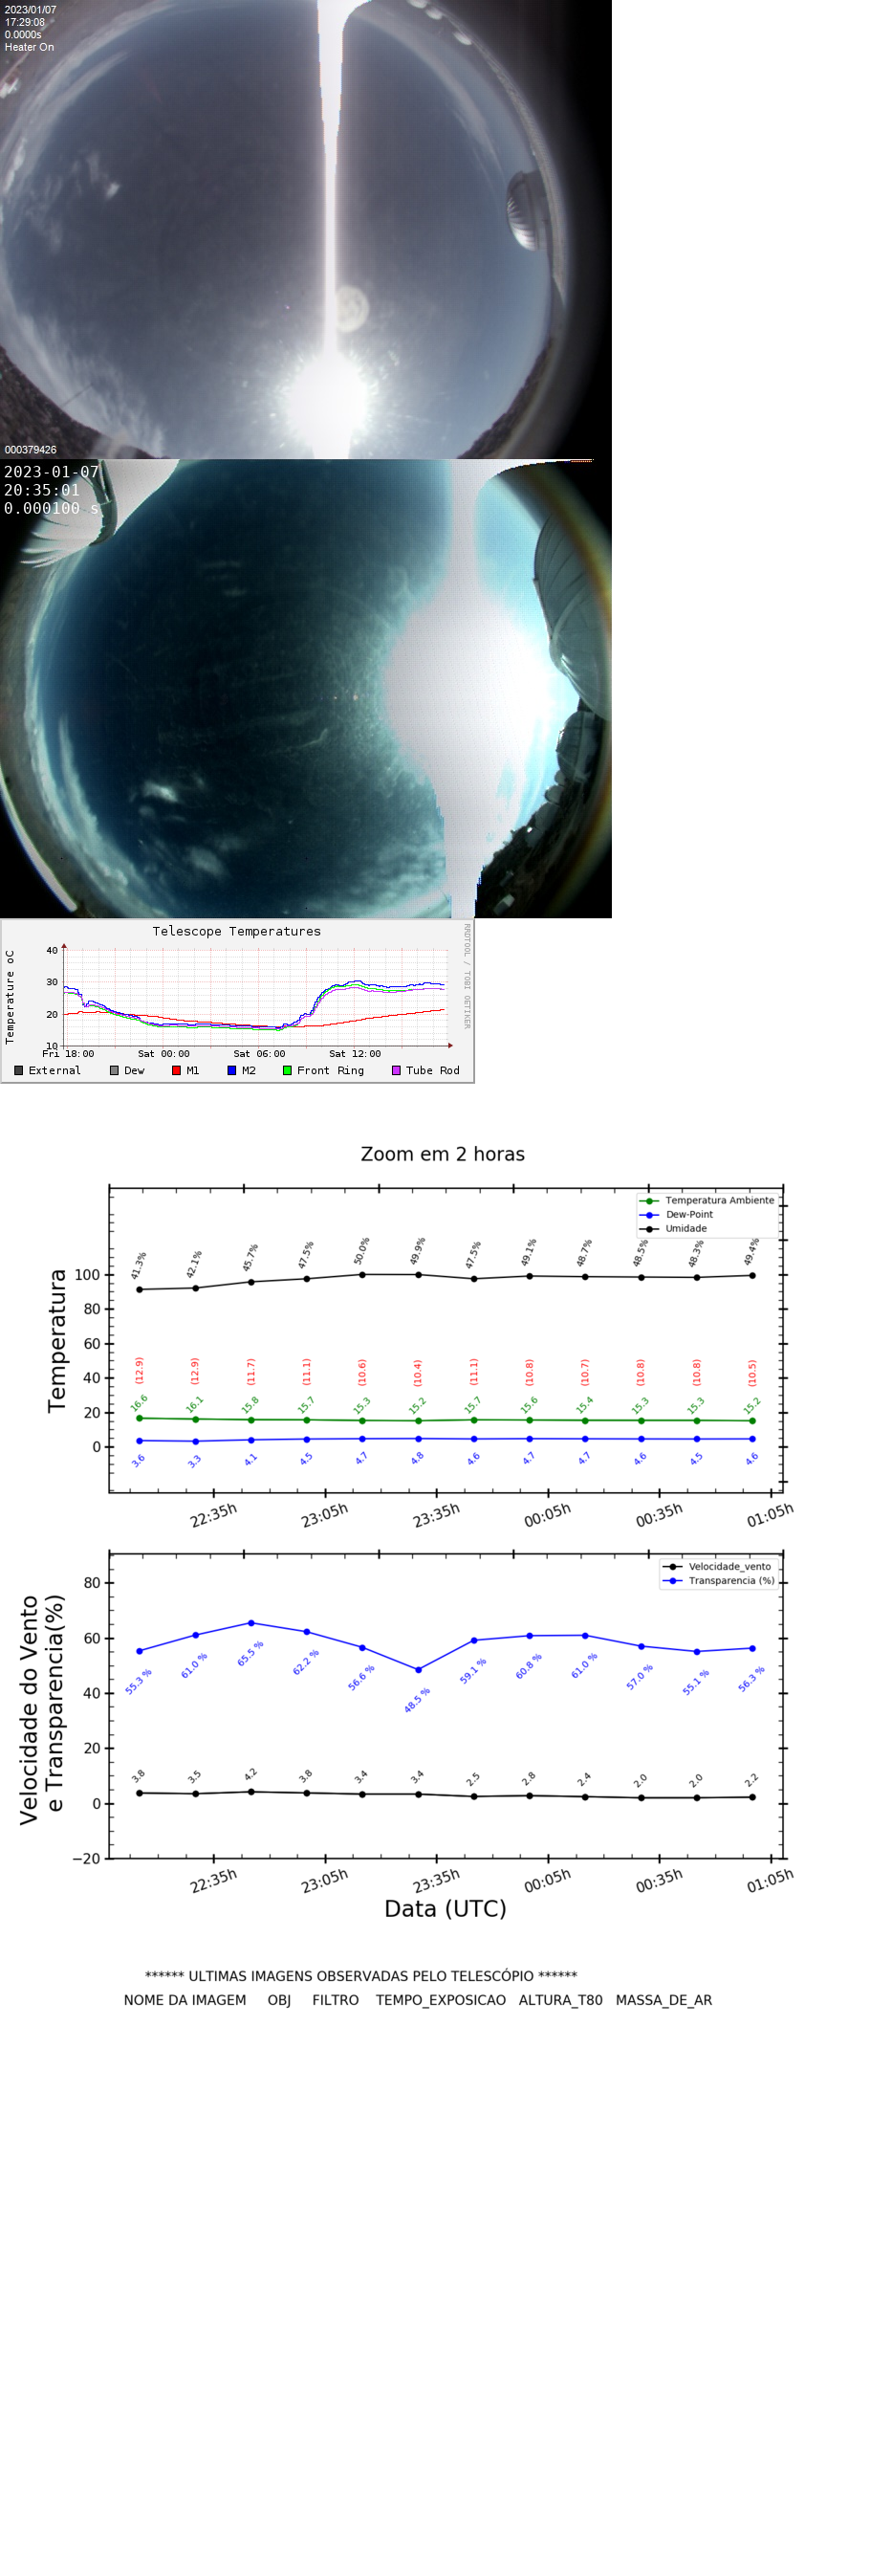 2023/01/07
17:29:08
0.0000s
Heater On
000379426
2023-01-07
20:35:01
0.000100 s
Telescope Temperatures
RRDTOOL / TOBI OETIKER
Temperature oC
40
30
20
10
Fri 18:00 Sat 00:00 Sat 06:00 Sat 12:00
External Dew M1 M2 Front Ring Tube Rod
Zoom em 2 horas
Temperatura Ambiente
Dew-Point
Umidade
Temperatura
100
80
60
40
20
0
41.3% 42.1% 45.7% 47.5% 50.0% 49.9% 47.5% 49.1% 48.7% 48.5% 48.3% 49.4%
(12.9) (12.9) (11.7) (11.1) (10.6) (10.4) (11.1) (10.8) (10.7) (10.8) (10.8) (10.5)
16.6 16.1 15.8 15.7 15.3 15.2 15.7 15.6 15.4 15.3 15.3 15.2
3.6 3.3 4.1 4.5 4.7 4.8 4.6 4.7 4.7 4.6 4.5 4.6
22:35h 23:05h 23:35h 00:05h 00:35h 01:05h
Velocidade_vento
Transparencia (%)
Velocidade do Vento
e Transparencia(%)
80
60
40
20
0
−20
55.3 % 61.0 % 65.5 % 62.2 % 56.6 % 48.5 % 59.1 % 60.8 % 61.0 % 57.0 % 55.1 % 56.3 %
3.8 3.5 4.2 3.8 3.4 3.4 2.5 2.8 2.4 2.0 2.0 2.2
22:35h 23:05h 23:35h 00:05h 00:35h 01:05h
Data (UTC)
****** ULTIMAS IMAGENS OBSERVADAS PELO TELESCÓPIO ******
NOME DA IMAGEM OBJ FILTRO TEMPO_EXPOSICAO ALTURA_T80 MASSA_DE_AR